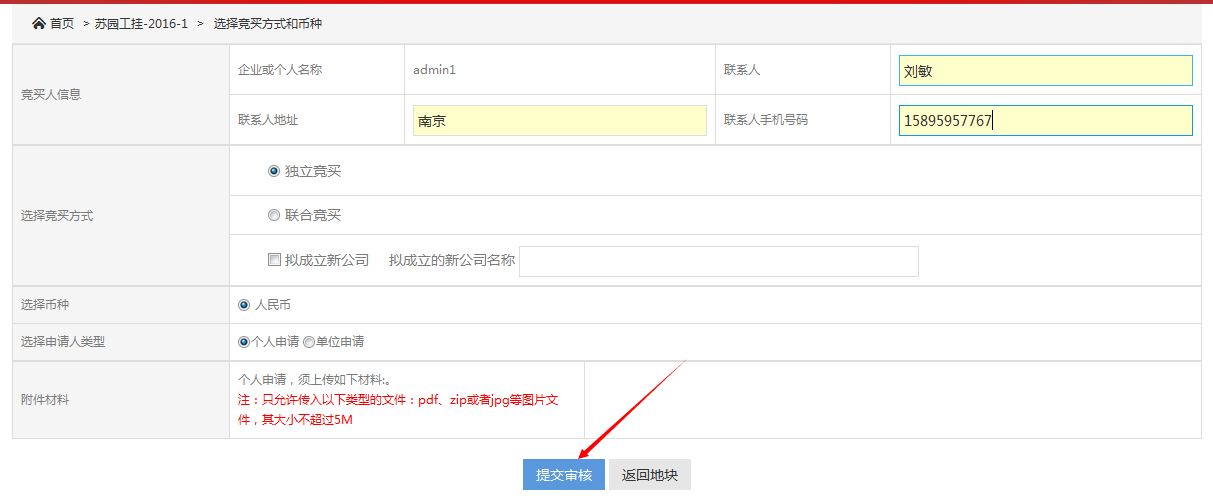 首页 > 苏园工挂-2016-1 > 选择竞买方式和币种
竞买人信息
企业或个人名称
admin1
联系人
刘敏
联系人地址
南京
联系人手机号码
15895957767
选择竞买方式
独立竞买
联合竞买
拟成立新公司 拟成立的新公司名称
选择币种
人民币
选择申请人类型
个人申请 单位申请
附件材料
个人申请，须上传如下材料:。
注：只允许传入以下类型的文件：pdf、zip或者jpg等图片文
件，其大小不超过5M
提交审核
返回地块